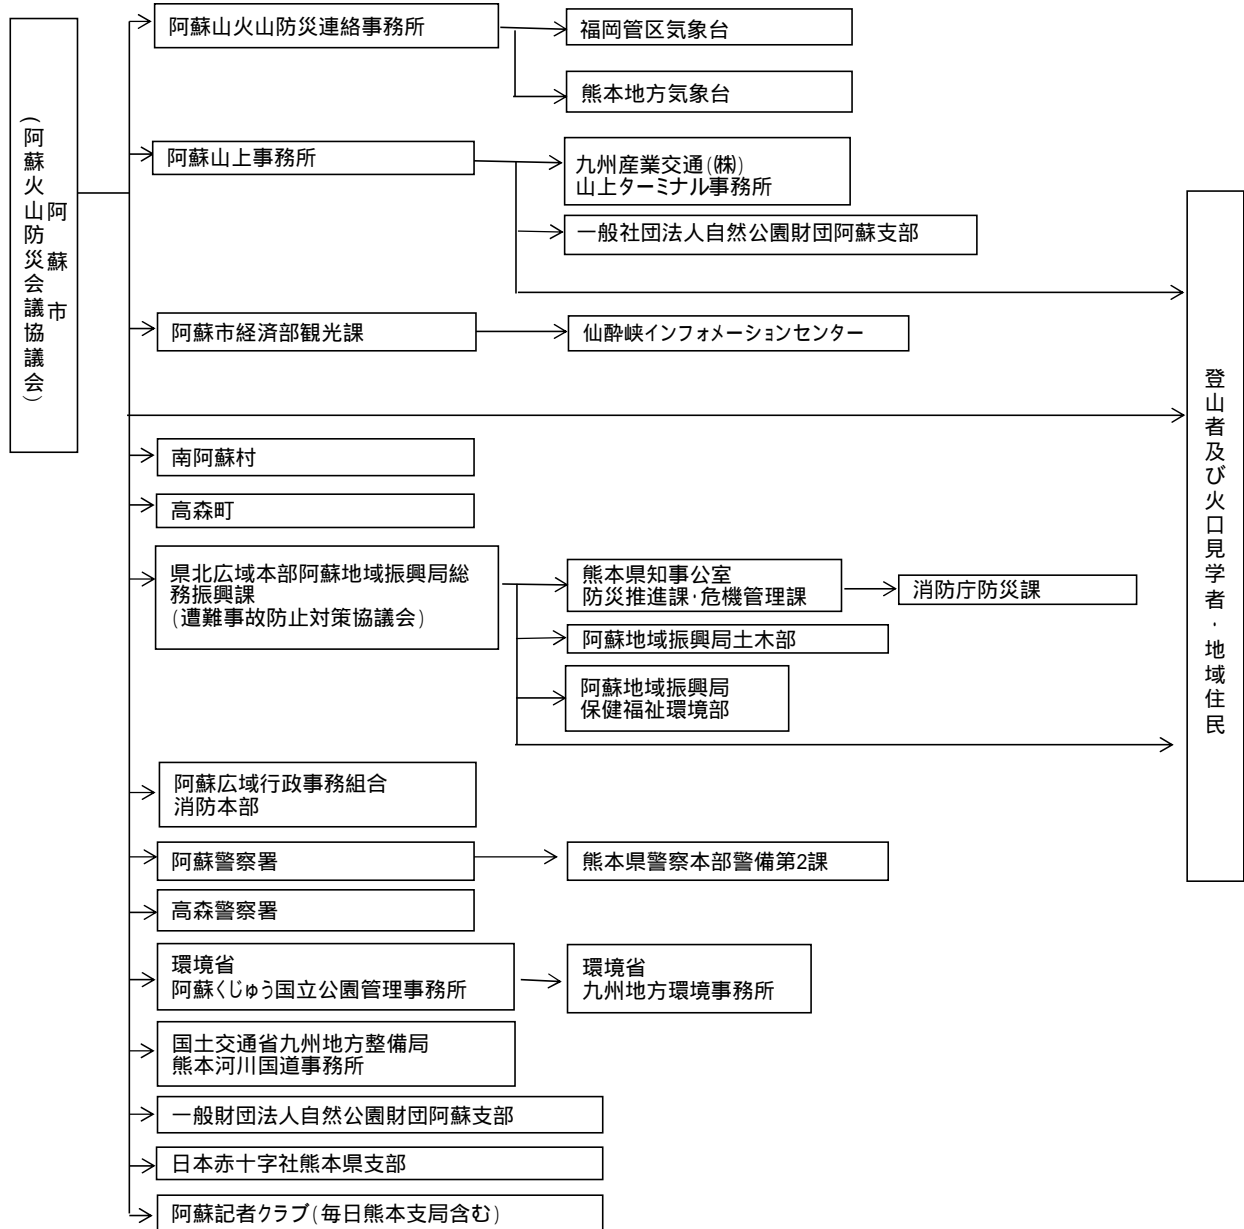 阿蘇市
(阿蘇火山防災会議協議会)
阿蘇山火山防災連絡事務所
福岡管区気象台
熊本地方気象台
阿蘇山上事務所
九州産業交通(㈱)
山上ターミナル事務所
一般社団法人自然公園財団阿蘇支部
阿蘇市経済部観光課
仙酔峡インフォメーションセンター
南阿蘇村
高森町
県北広域本部阿蘇地域振興局総
務振興課
(遭難事故防止対策協議会)
熊本県知事公室
防災推進課・危機管理課
消防庁防災課
阿蘇地域振興局土木部
阿蘇地域振興局
保健福祉環境部
阿蘇広域行政事務組合
消防本部
阿蘇警察署
熊本県警察本部警備第2課
高森警察署
環境省
阿蘇くじゅう国立公園管理事務所
環境省
九州地方環境事務所
国土交通省九州地方整備局
熊本河川国道事務所
一般財団法人自然公園財団阿蘇支部
日本赤十字社熊本県支部
阿蘇記者クラブ(毎日熊本支局含む)
登山者及び火口見学者・地域住民